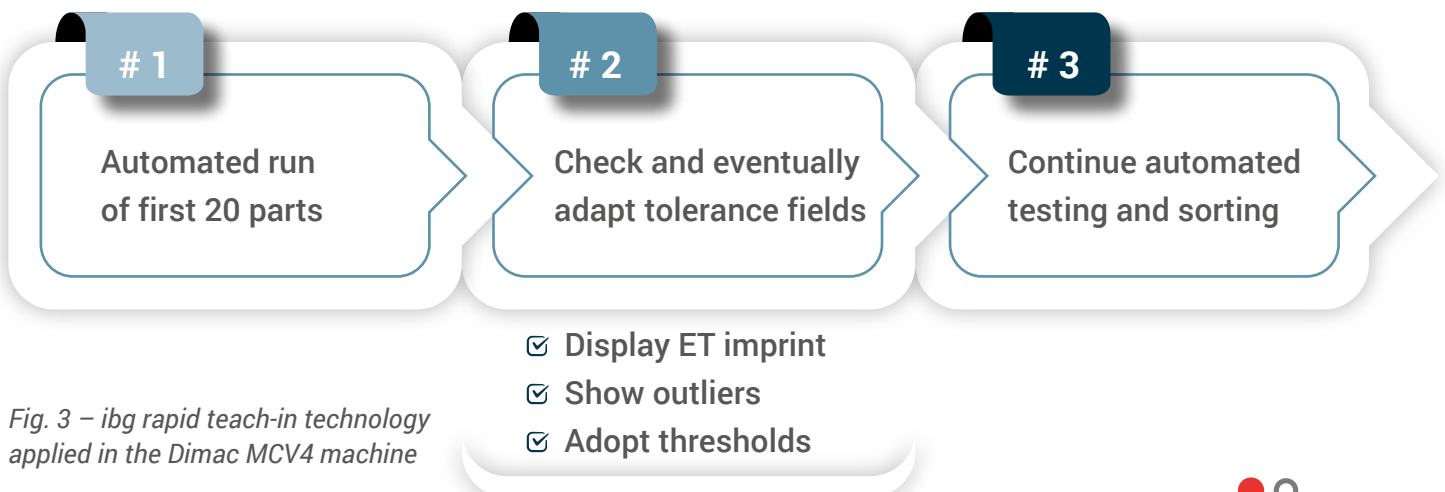 # 1
Automated run
of first 20 parts
# 2
Check and eventually
adapt tolerance fields
Display ET imprint
Show outliers
Adopt thresholds
# 3
Continue automated
testing and sorting
Fig. 3 – ibg rapid teach-in technology
applied in the Dimac MCV4 machine